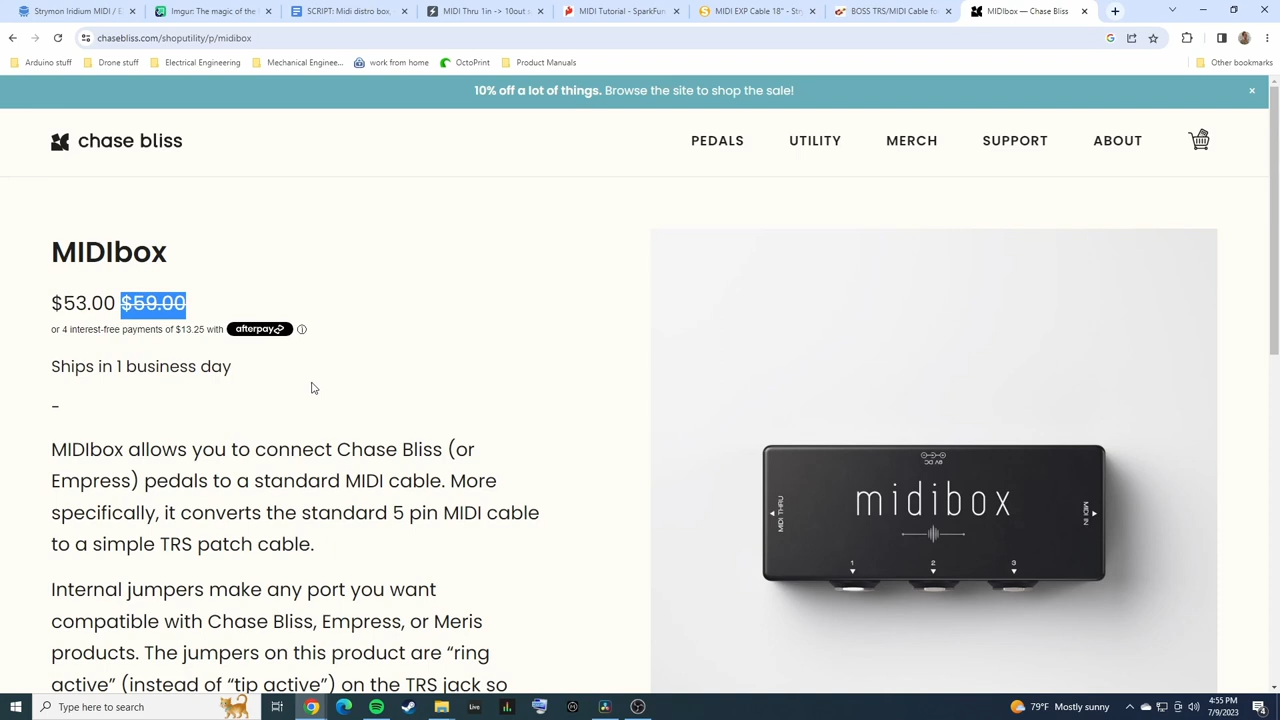 Strymon Iridium MIDI / E
Imgur: The magic of the
SCRIPT: Midi distro box,
MIDI Thru 1in -> 10out
MIDI Tutorial - SparkFun
MIDI EXP Cable 18" - St
BOSS TRS/MIDI Cable fo
MIDIbox — Chase Bliss
chasebliss.com/shoputility/p/midibox
Arduino stuff
Drone stuff
Electrical Engineering
Mechanical Enginee...
work from home
OctoPrint
Product Manuals
Other bookmarks
10% off a lot of things. Browse the site to shop the sale!
chase bliss
PEDALS
UTILITY
MERCH
SUPPORT
ABOUT
MIDIbox
$53.00 $59.00
or 4 interest-free payments of $13.25 with afterpay
Ships in 1 business day
-
MIDIbox allows you to connect Chase Bliss (or
Empress) pedals to a standard MIDI cable. More
specifically, it converts the standard 5 pin MIDI cable
to a simple TRS patch cable.
Internal jumpers make any port you want
compatible with Chase Bliss, Empress, or Meris
products. The jumpers on this product are “ring
active” (instead of “tip active”) on the TRS jack so
9V DC
MIDI THRU
midibox
MIDI IN
1
2
3
Type here to search
Live
79°F Mostly sunny
4:55 PM
7/9/2023
4